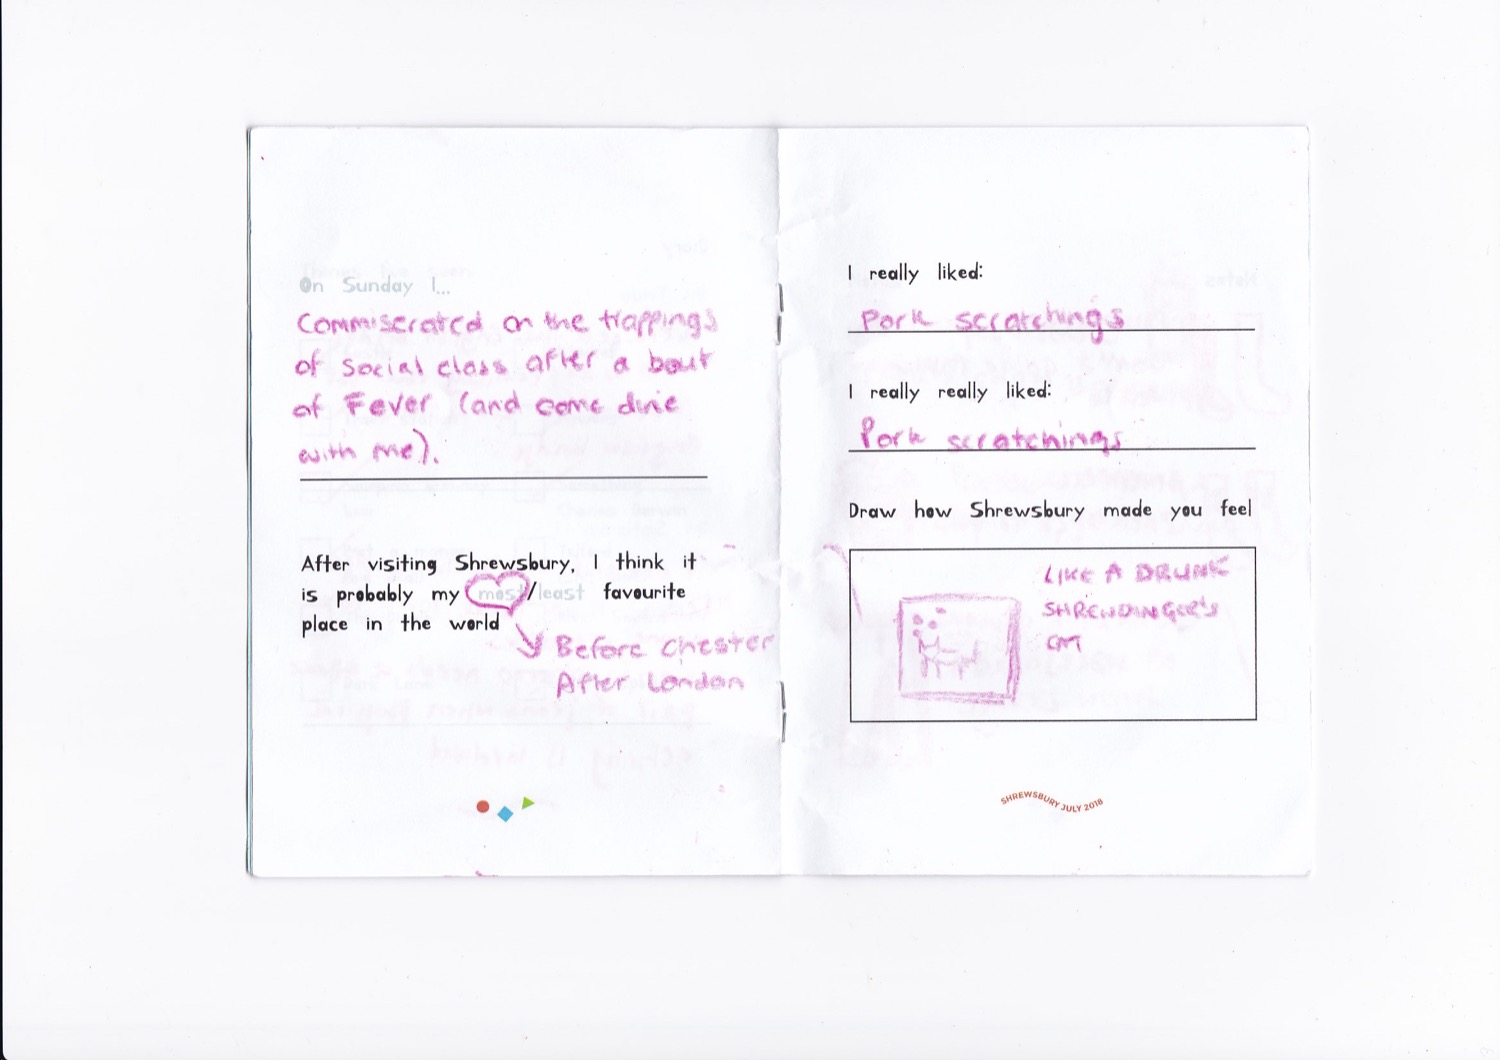 On Sunday I...
Commiserated on the trappings
of social class after a bout
of Fever (and come dine
with me).
After visiting Shrewsbury, I think it
is probably my most/least favourite
place in the world
Before Chester
After London
I really liked:
Pork scratchings
I really really liked:
Pork scratchings
Draw how Shrewsbury made you feel
LIKE A DRUNK
SHREWDINGER'S
CAT
SHREWSBURY JULY 2018